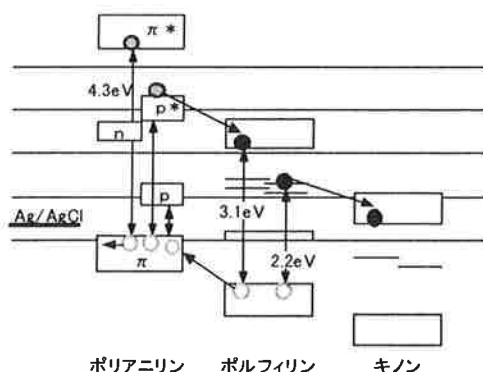 π *
4.3eV
p*
n
p
Ag/AgCl
3.1eV
π
2.2eV
ポリアニリン ポルフィリン キノン